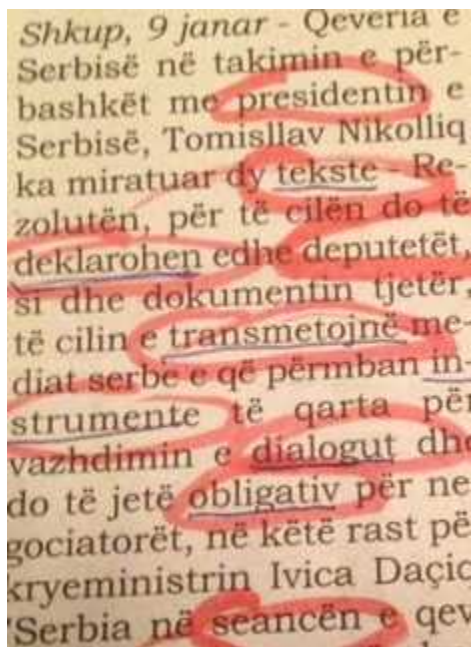 Shkup, 9 janar - Qeveria e
Serbisë në takimin e për-
bashkët me presidentin e
Serbisë, Tomisllav Nikolliq
ka miratuar dy tekste - Re-
zolutën, për të cilën do të
deklarohen edhe deputetët,
si dhe dokumentin tjetër,
të cilin e transmetojnë me-
diat serbe e që përmban in-
strumente të qarta për
vazhdimin e dialogut dhe
do të jetë obligativ për ne-
gociatorët, në këtë rast pë
kryeministrin Ivica Daçiq
"Serbia në seancën e qev